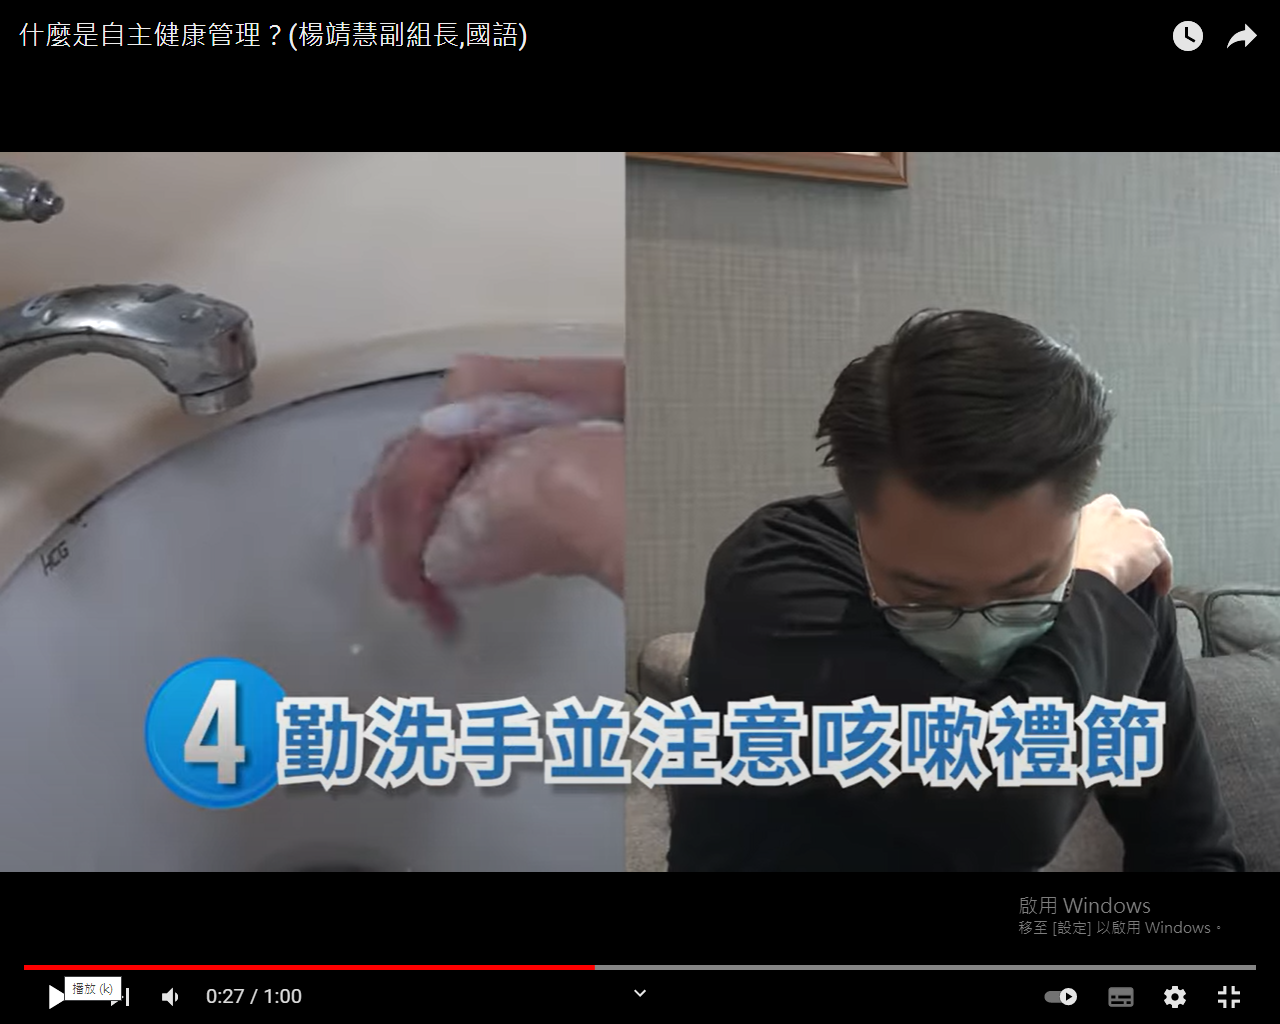 什麼是自主健康管理？(楊靖慧副組長,國語)
HCG
4 勤洗手並注意咳嗽禮節
啟用 Windows
移至 [設定] 以啟用 Windows。
播放 (k)
0:27 / 1:00